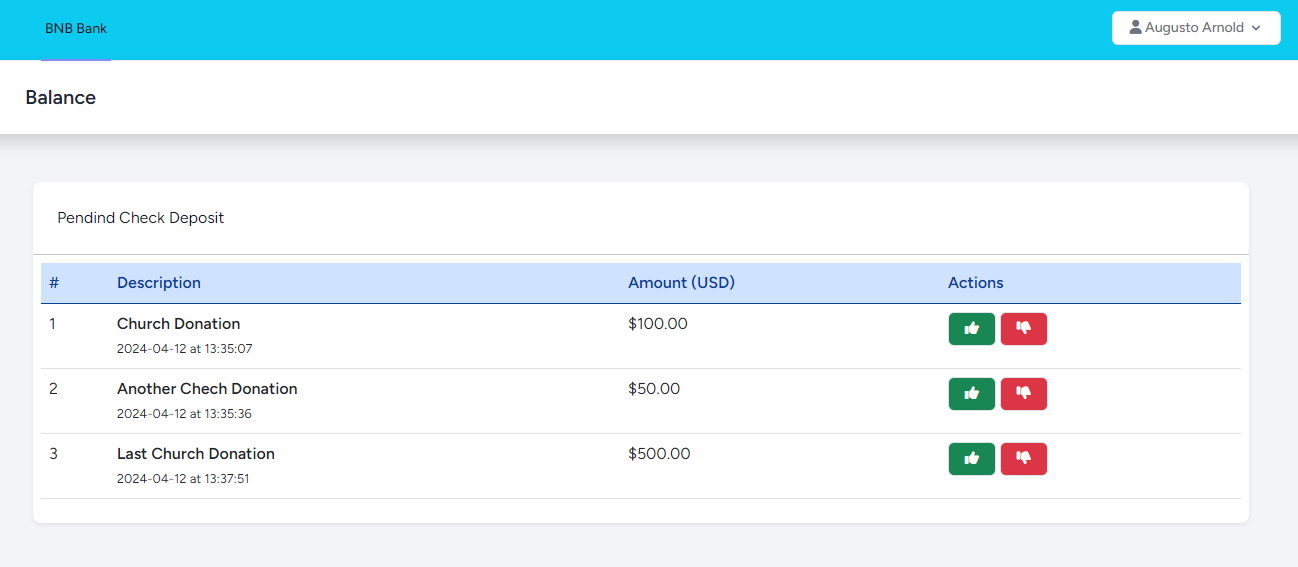 BNB Bank
Augusto Arnold
Balance
Pendind Check Deposit
# Description Amount (USD) Actions
1 Church Donation $100.00
2024-04-12 at 13:35:07
2 Another Chech Donation $50.00
2024-04-12 at 13:35:36
3 Last Church Donation $500.00
2024-04-12 at 13:37:51